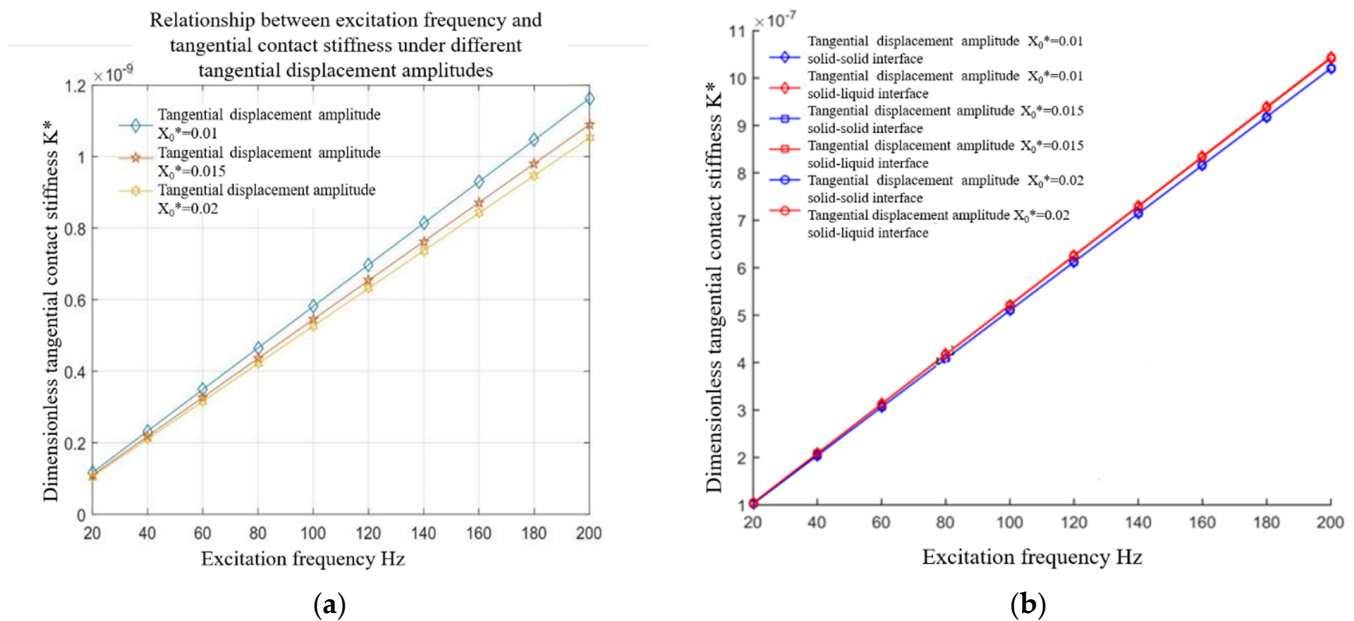 Relationship between excitation frequency and
tangential contact stiffness under different
tangential displacement amplitudes
×10⁻⁹
1.2
1
0.8
0.6
0.4
0.2
0
Dimensionless tangential contact stiffness K*
Tangential displacement amplitude
X₀*=0.01
Tangential displacement amplitude
X₀*=0.015
Tangential displacement amplitude
X₀*=0.02
20 40 60 80 100 120 140 160 180 200
Excitation frequency Hz
(a)
×10⁻⁷
11
10
9
8
7
6
5
4
3
2
1
Dimensionless tangential contact stiffness K*
Tangential displacement amplitude X₀*=0.01
solid-solid interface
Tangential displacement amplitude X₀*=0.01
solid-liquid interface
Tangential displacement amplitude X₀*=0.015
solid-solid interface
Tangential displacement amplitude X₀*=0.015
solid-liquid interface
Tangential displacement amplitude X₀*=0.02
solid-solid interface
Tangential displacement amplitude X₀*=0.02
solid-liquid interface
20 40 60 80 100 120 140 160 180 200
Excitation frequency Hz
(b)